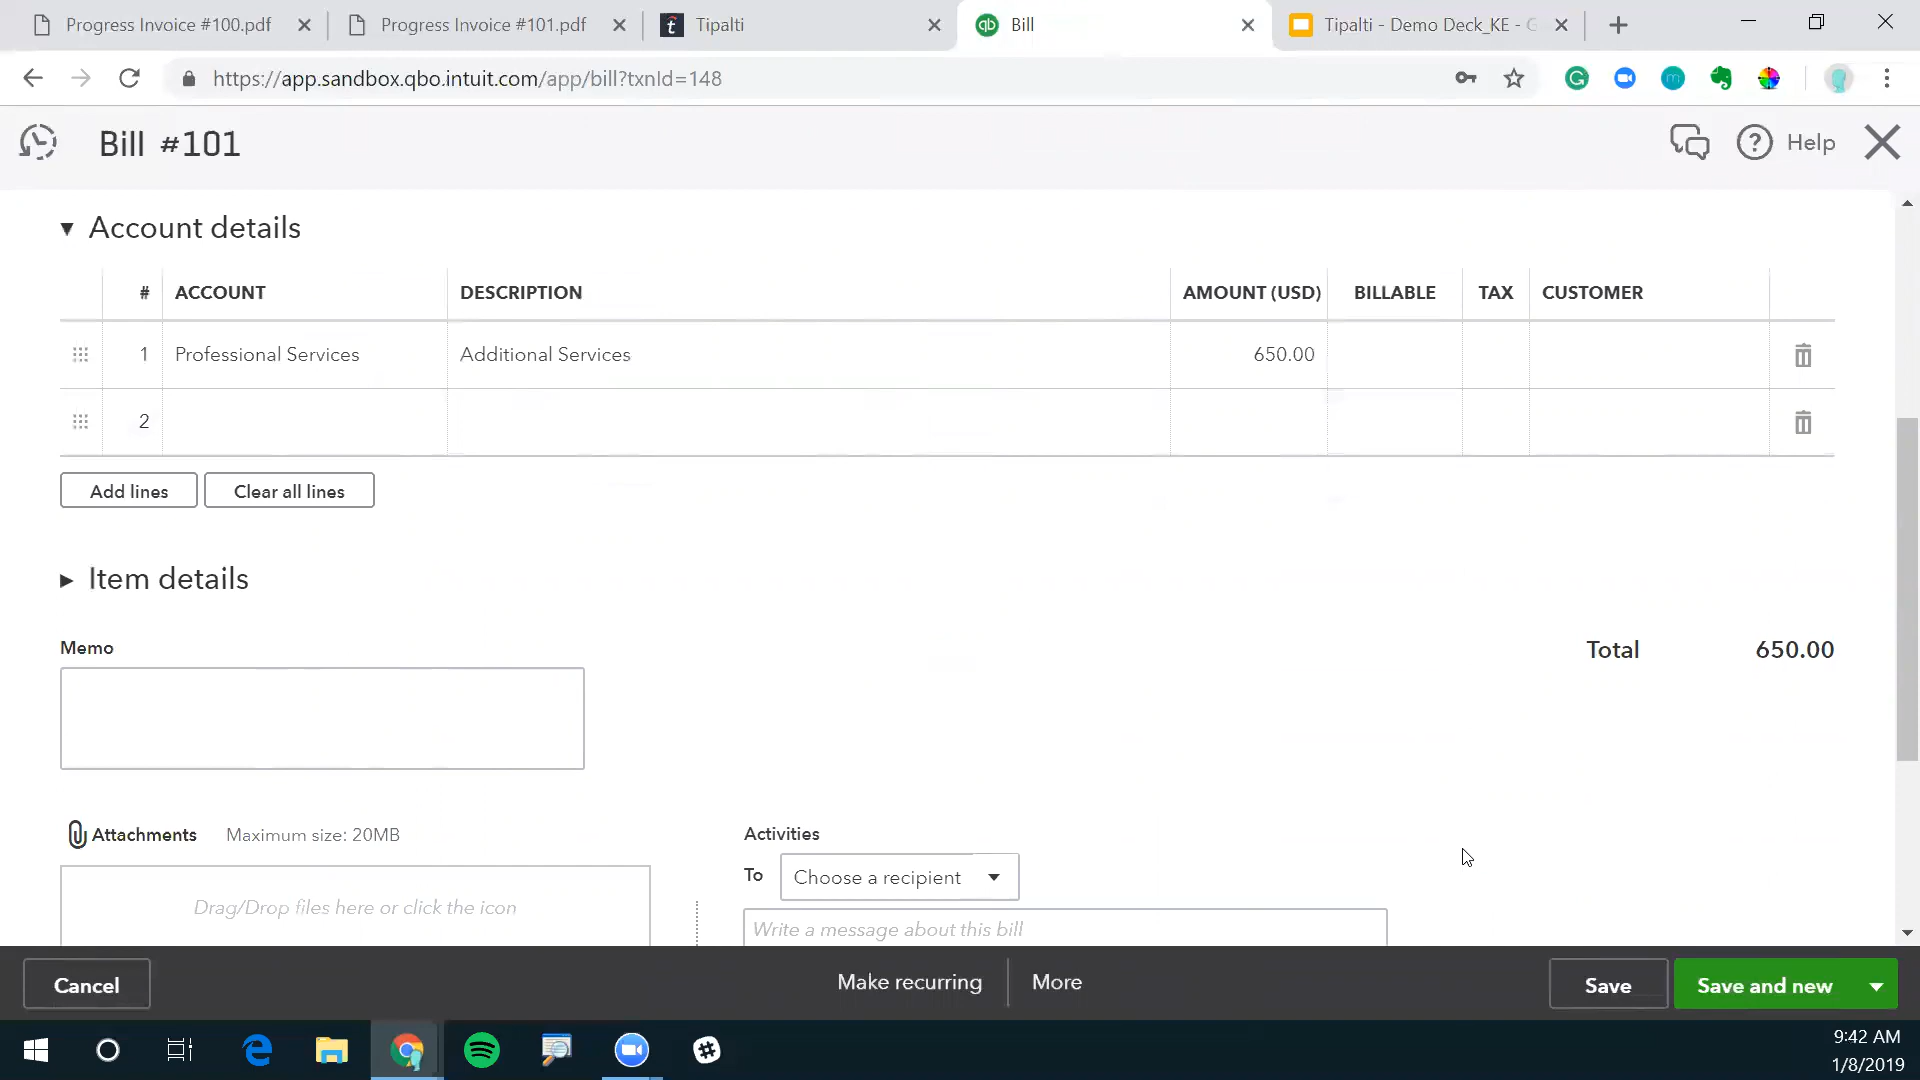 Progress Invoice #100.pdf
Progress Invoice #101.pdf
Tipalti
Bill
Tipalti - Demo Deck_KE - G
https://app.sandbox.qbo.intuit.com/app/bill?txnId=148
Bill #101
Help
Account details
# ACCOUNT DESCRIPTION AMOUNT (USD) BILLABLE TAX CUSTOMER
1 Professional Services Additional Services 650.00
2
Add lines Clear all lines
Item details
Memo
Total 650.00
Attachments Maximum size: 20MB
Activities
To Choose a recipient
Drag/Drop files here or click the icon
Write a message about this bill
Cancel Make recurring More Save Save and new
9:42 AM
1/8/2019